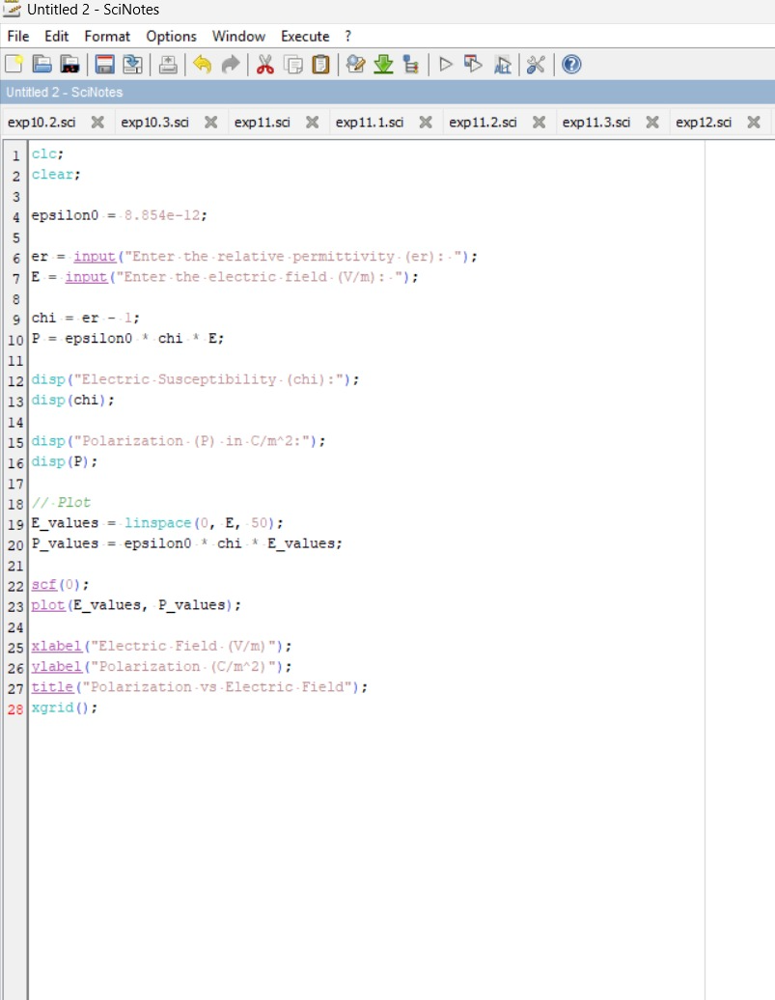 Untitled 2 - SciNotes
File Edit Format Options Window Execute ?
Untitled 2 - SciNotes
exp10.2.sci exp10.3.sci exp11.sci exp11.1.sci exp11.2.sci exp11.3.sci exp12.sci
1 clc;
2 clear;
3
4 epsilon0 = 8.854e-12;
5
6 er = input("Enter the relative permittivity (er): ");
7 E = input("Enter the electric field (V/m): ");
8
9 chi = er - 1;
10 P = epsilon0 * chi * E;
11
12 disp("Electric Susceptibility (chi):");
13 disp(chi);
14
15 disp("Polarization (P) in C/m^2:");
16 disp(P);
17
18 // Plot
19 E_values = linspace(0, E, 50);
20 P_values = epsilon0 * chi * E_values;
21
22 scf(0);
23 plot(E_values, P_values);
24
25 xlabel("Electric Field (V/m)");
26 ylabel("Polarization (C/m^2)");
27 title("Polarization vs Electric Field");
28 xgrid();